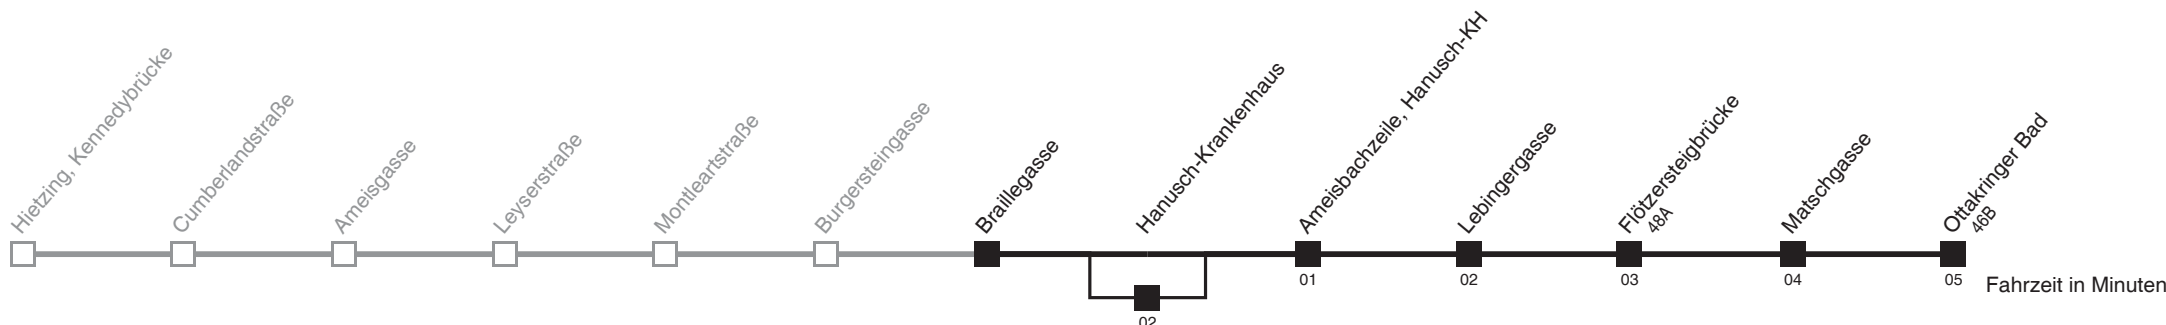 Hietzing, Kennedybrücke
Cumberlandstraße
Ameisgasse
Leyserstraße
Montleartstraße
Burgersteingasse
Braillegasse
Hanusch-Krankenhaus
02
Ameisbachzeile, Hanusch-KH
01
Lebingergasse
02
Flötzersteigbrücke
48A
03
Matschgasse
04
Ottakringer Bad
46B
05
Fahrzeit in Minuten